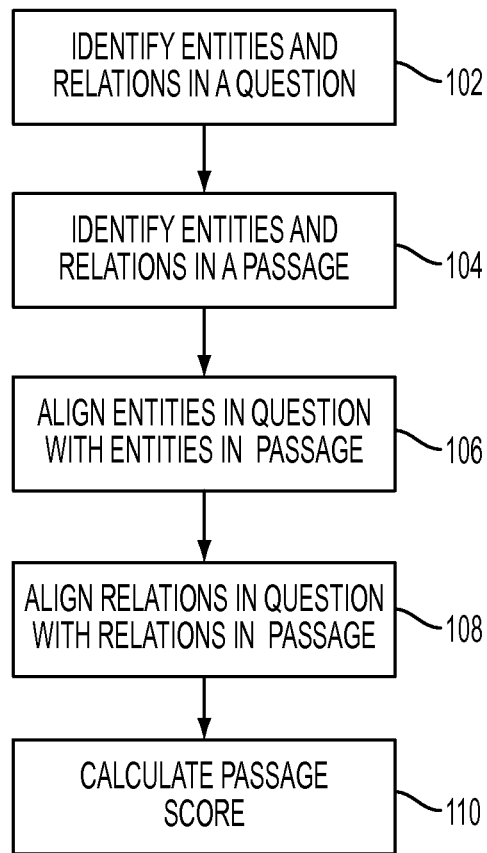 IDENTIFY ENTITIES AND
RELATIONS IN A QUESTION
102
IDENTIFY ENTITIES AND
RELATIONS IN A PASSAGE
104
ALIGN ENTITIES IN QUESTION
WITH ENTITIES IN PASSAGE
106
ALIGN RELATIONS IN QUESTION
WITH RELATIONS IN PASSAGE
108
CALCULATE PASSAGE
SCORE
110